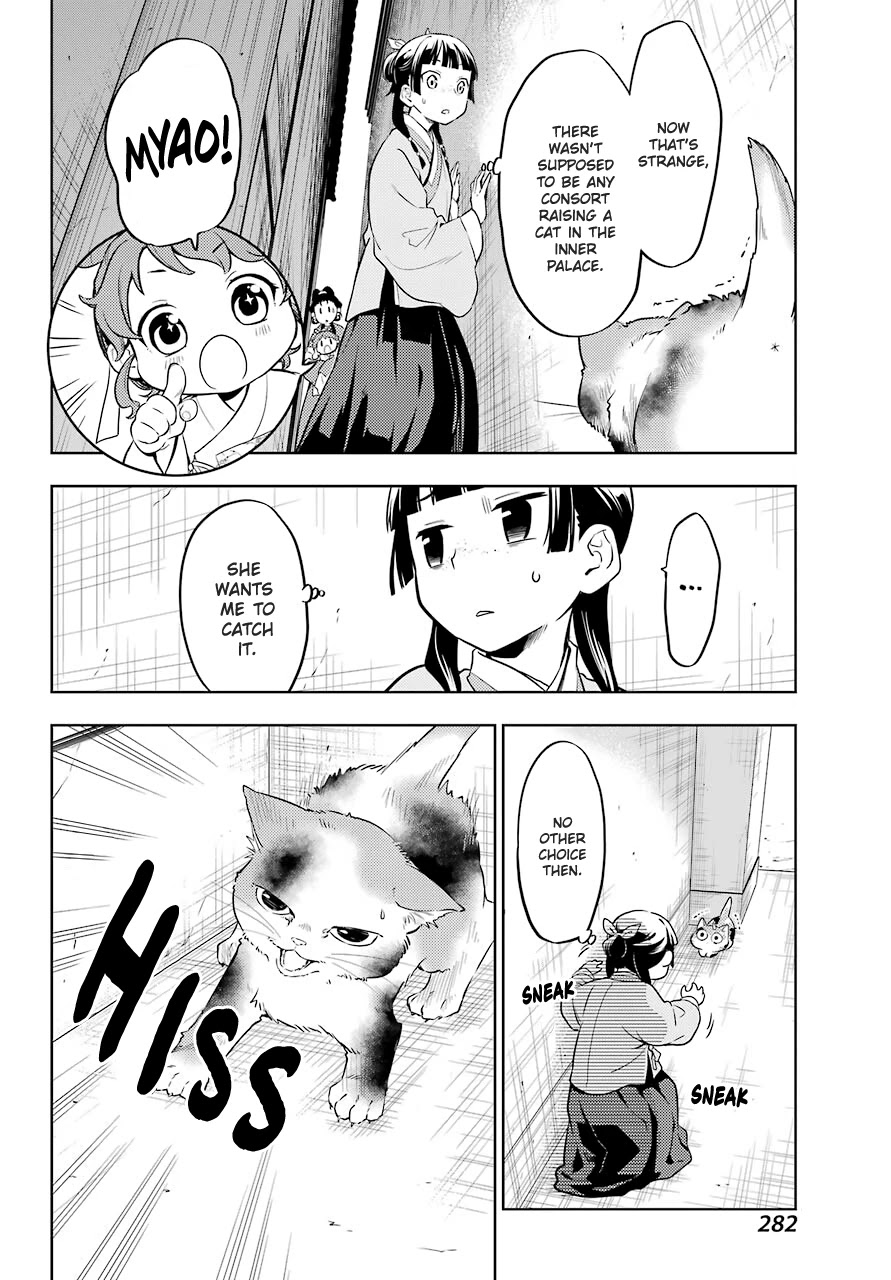 NOW
THAT'S
STRANGE,
THERE
WASN'T
SUPPOSED
TO BE ANY
CONSORT
RAISING A
CAT IN THE
INNER
PALACE.
MYAO!
...
SHE
WANTS
ME TO
CATCH
IT.
NO
OTHER
CHOICE
THEN.
SNEAK
SNEAK
HISS
282